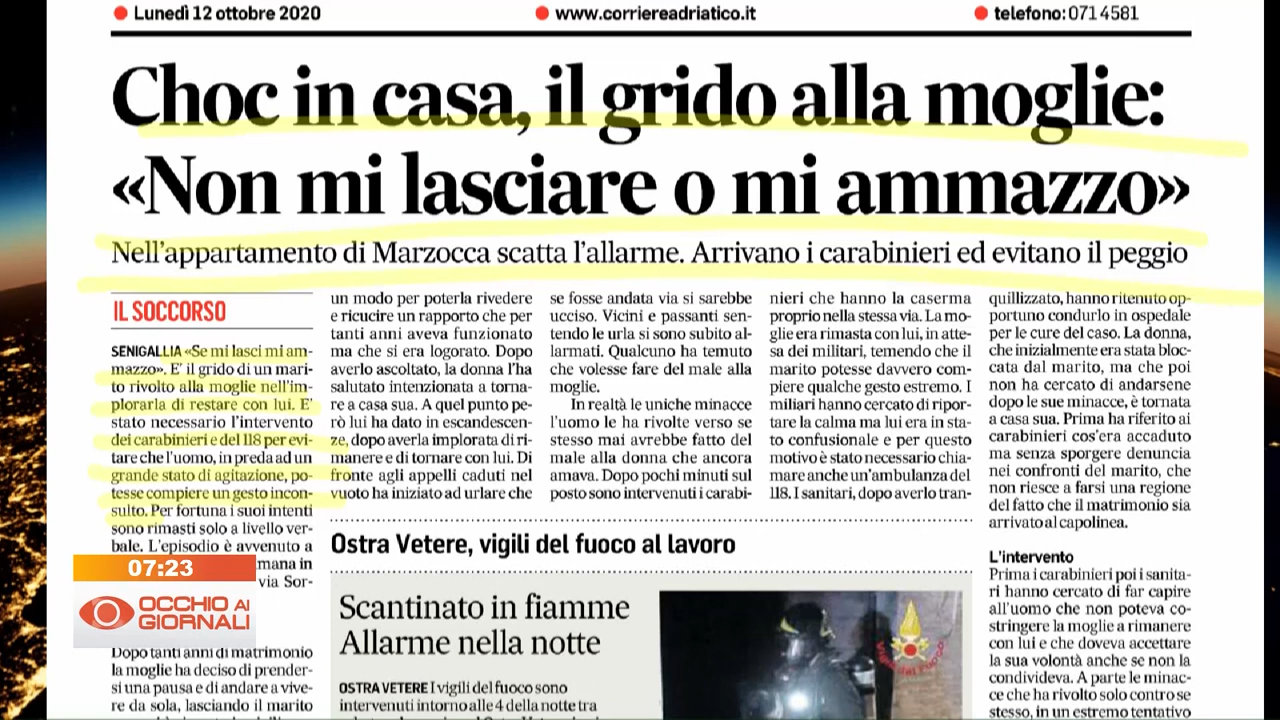 Lunedì 12 ottobre 2020
www.corriereadriatico.it
telefono: 071 4581
Choc in casa, il grido alla moglie:
«Non mi lasciare o mi ammazzo»
Nell'appartamento di Marzocca scatta l'allarme. Arrivano i carabinieri ed evitano il peggio
IL SOCCORSO
SENIGALLIA «Se mi lasci mi am-
mazzo». E' il grido di un mari-
to rivolto alla moglie nell'im-
plorarla di restare con lui. E'
stato necessario l'intervento
dei carabinieri e del 118 per evi-
tare che l'uomo, in preda ad un
grande stato di agitazione, po-
tesse compiere un gesto incon-
sulto. Per fortuna i suoi intenti
sono rimasti solo a livello ver-
bale. L'episodio è avvenuto a
mana in
via Sor-
Dopo tanti anni di matrimonio
la moglie ha deciso di prender-
si una pausa e di andare a vive-
re da sola, lasciando il marito
un modo per poterla rivedere
e ricucire un rapporto che per
tanti anni aveva funzionato
ma che si era logorato. Dopo
averlo ascoltato, la donna l'ha
salutato intenzionata a torna-
re a casa sua. A quel punto pe-
rò lui ha dato in escandescen-
ze, dopo averla implorata di ri-
manere e di tornare con lui. Di
fronte agli appelli caduti nel
vuoto ha iniziato ad urlare che
se fosse andata via si sarebbe
ucciso. Vicini e passanti sen-
tendo le urla si sono subito al-
larmati. Qualcuno ha temuto
che volesse fare del male alla
moglie.
In realtà le uniche minacce
l'uomo le ha rivolte verso se
stesso mai avrebbe fatto del
male alla donna che ancora
amava. Dopo pochi minuti sul
posto sono intervenuti i carabi-
nieri che hanno la caserma
proprio nella stessa via. La mo-
glie era rimasta con lui, in atte-
sa dei militari, temendo che il
marito potesse davvero com-
piere qualche gesto estremo. I
miliari hanno cercato di ripor-
tare la calma ma lui era in sta-
to confusionale e per questo
motivo è stato necessario chia-
mare anche un'ambulanza del
118. I sanitari, dopo averlo tran-
quillizzato, hanno ritenuto op-
portuno condurlo in ospedale
per le cure del caso. La donna,
che inizialmente era stata bloc-
cata dal marito, ma che poi
non ha cercato di andarsene
dopo le sue minacce, è tornata
a casa sua. Prima ha riferito ai
carabinieri cos'era accaduto
ma senza sporgere denuncia
nei confronti del marito, che
non riesce a farsi una regione
del fatto che il matrimonio sia
arrivato al capolinea.
L'intervento
Prima i carabinieri poi i sanita-
ri hanno cercato di far capire
all'uomo che non poteva co-
stringere la moglie a rimanere
con lui e che doveva accettare
la sua volontà anche se non la
condivideva. A parte le minac-
ce che ha rivolto solo contro se
stesso, in un estremo tentativo
Ostra Vetere, vigili del fuoco al lavoro
Scantinato in fiamme
Allarme nella notte
OSTRA VETERE I vigili del fuoco sono
intervenuti intorno alle 4 della notte tra
Vigili del Fuoco
07:23
OCCHIO AI
GIORNALI